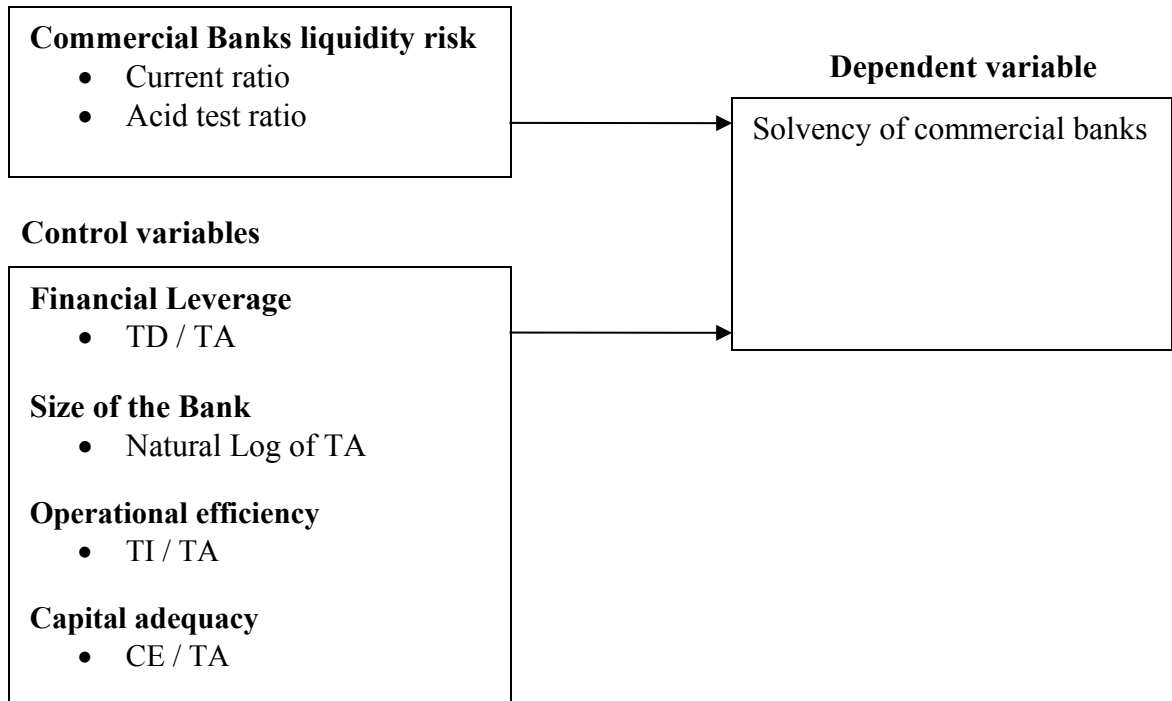 Commercial Banks liquidity risk
• Current ratio
• Acid test ratio
Dependent variable
Solvency of commercial banks
Control variables
Financial Leverage
• TD / TA
Size of the Bank
• Natural Log of TA
Operational efficiency
• TI / TA
Capital adequacy
• CE / TA